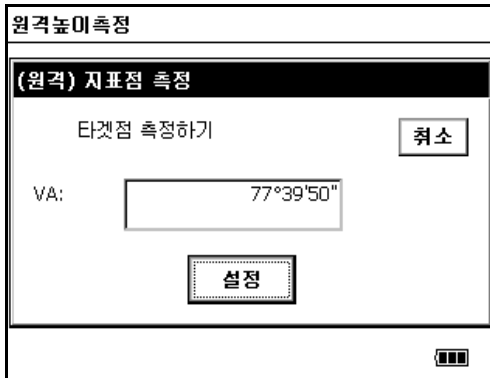 원격높이측정
(원격) 지표점 측정
타겟점 측정하기
취소
VA: 77°39'50"
설정